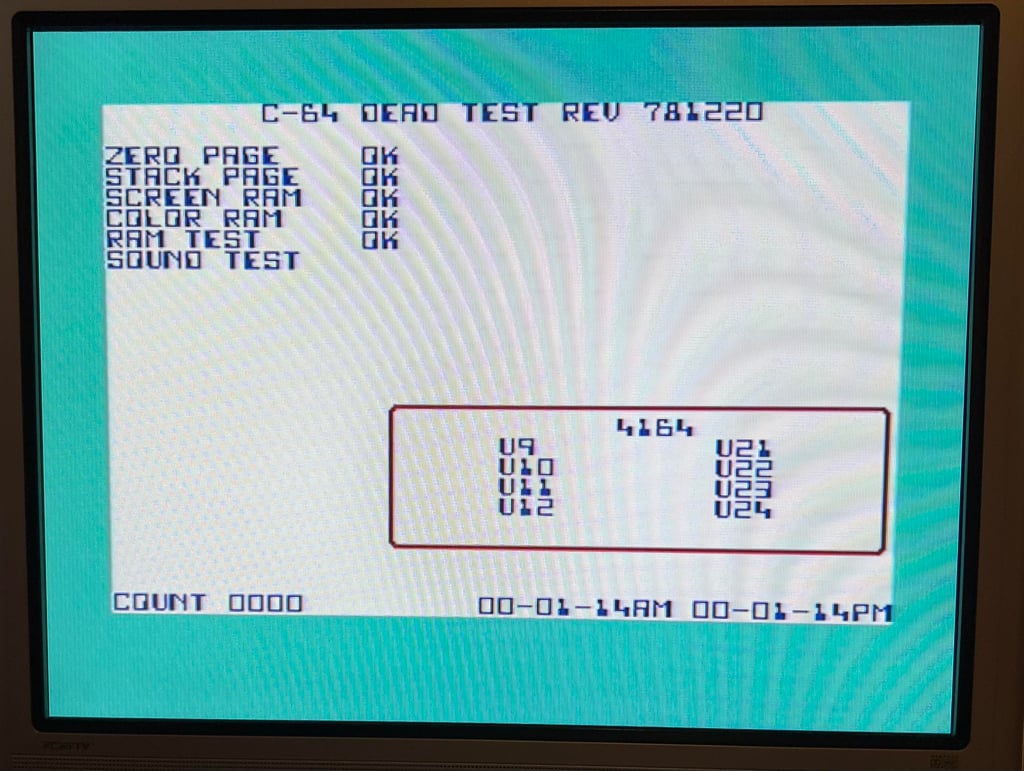 C-64 DEAD TEST REV 781220
ZERO PAGE OK
STACK PAGE OK
SCREEN RAM OK
COLOR RAM OK
RAM TEST OK
SOUND TEST
4164
U9 U21
U10 U22
U11 U23
U12 U24
COUNT 0000 00-01-14AM 00-01-14PM